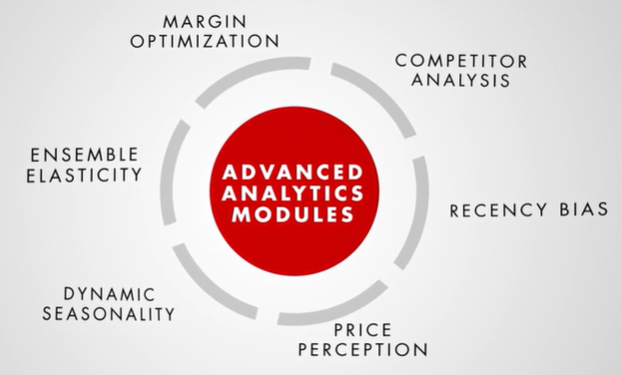 MARGIN
OPTIMIZATION
COMPETITOR
ANALYSIS
ENSEMBLE
ELASTICITY
ADVANCED
ANALYTICS
MODULES
RECENCY BIAS
DYNAMIC
SEASONALITY
PRICE
PERCEPTION